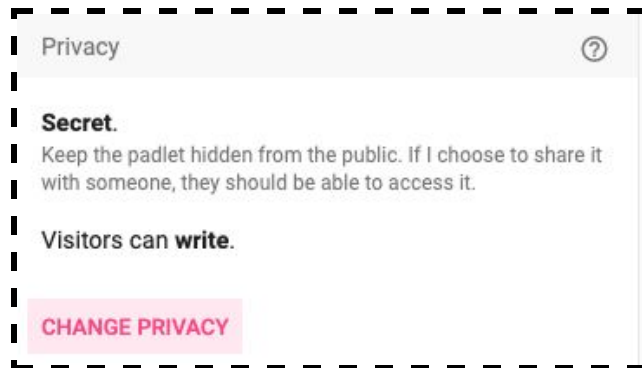 Privacy
Secret.
Keep the padlet hidden from the public. If I choose to share it
with someone, they should be able to access it.
Visitors can write.
CHANGE PRIVACY